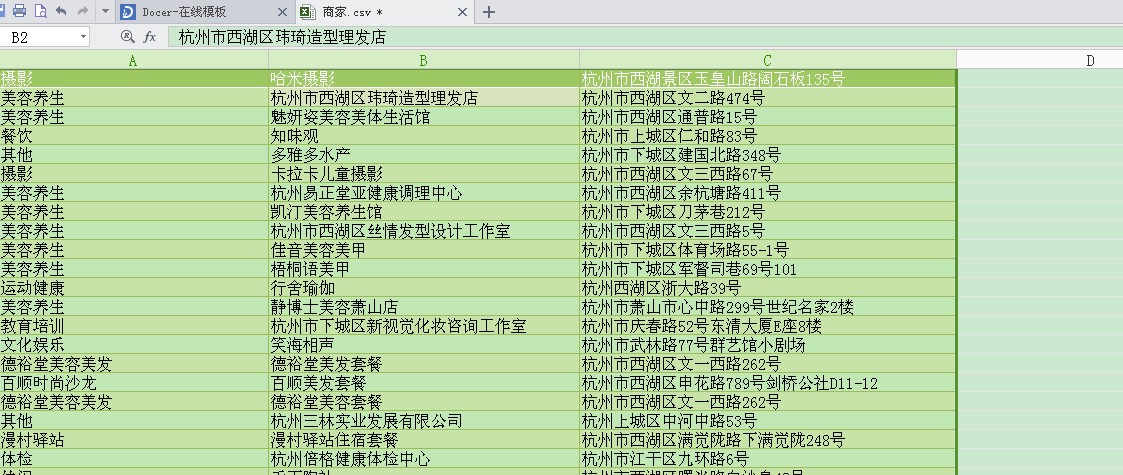 Docer-在线模板 商家.csv *
B2 fx 杭州市西湖区玮琦造型理发店
A B C D
摄影 哈米摄影 杭州市西湖景区玉皇山路阔石板135号
美容养生 杭州市西湖区玮琦造型理发店 杭州市西湖区文二路474号
美容养生 魅妍姿美容美体生活馆 杭州市西湖区通普路15号
餐饮 知味观 杭州市上城区仁和路83号
其他 多雅多水产 杭州市下城区建国北路348号
摄影 卡拉卡儿童摄影 杭州市西湖区文三西路67号
美容养生 杭州易正堂亚健康调理中心 杭州市西湖区余杭塘路411号
美容养生 凯汀美容养生馆 杭州市下城区刀茅巷212号
美容养生 杭州市西湖区丝情发型设计工作室 杭州市西湖区文三西路5号
美容养生 佳音美容美甲 杭州市下城区体育场路55-1号
美容养生 梧桐语美甲 杭州市下城区军督司巷69号101
运动健康 行舍瑜伽 杭州西湖区浙大路39号
美容养生 静博士美容萧山店 杭州市萧山市心中路299号世纪名家2楼
教育培训 杭州市下城区新视觉化妆咨询工作室 杭州市庆春路52号东清大厦E座8楼
文化娱乐 笑海相声 杭州市武林路77号群艺馆小剧场
德裕堂美容美发 德裕堂美发套餐 杭州市西湖区文一西路262号
百顺时尚沙龙 百顺美发套餐 杭州市西湖区申花路789号剑桥公社D11-12
德裕堂美容美发 德裕堂美容套餐 杭州市西湖区文一西路262号
其他 杭州三林实业发展有限公司 杭州上城区中河中路53号
漫村驿站 漫村驿站住宿套餐 杭州市西湖区满觉陇路下满觉陇248号
体检 杭州倍格健康体检中心 杭州市江干区九环路6号